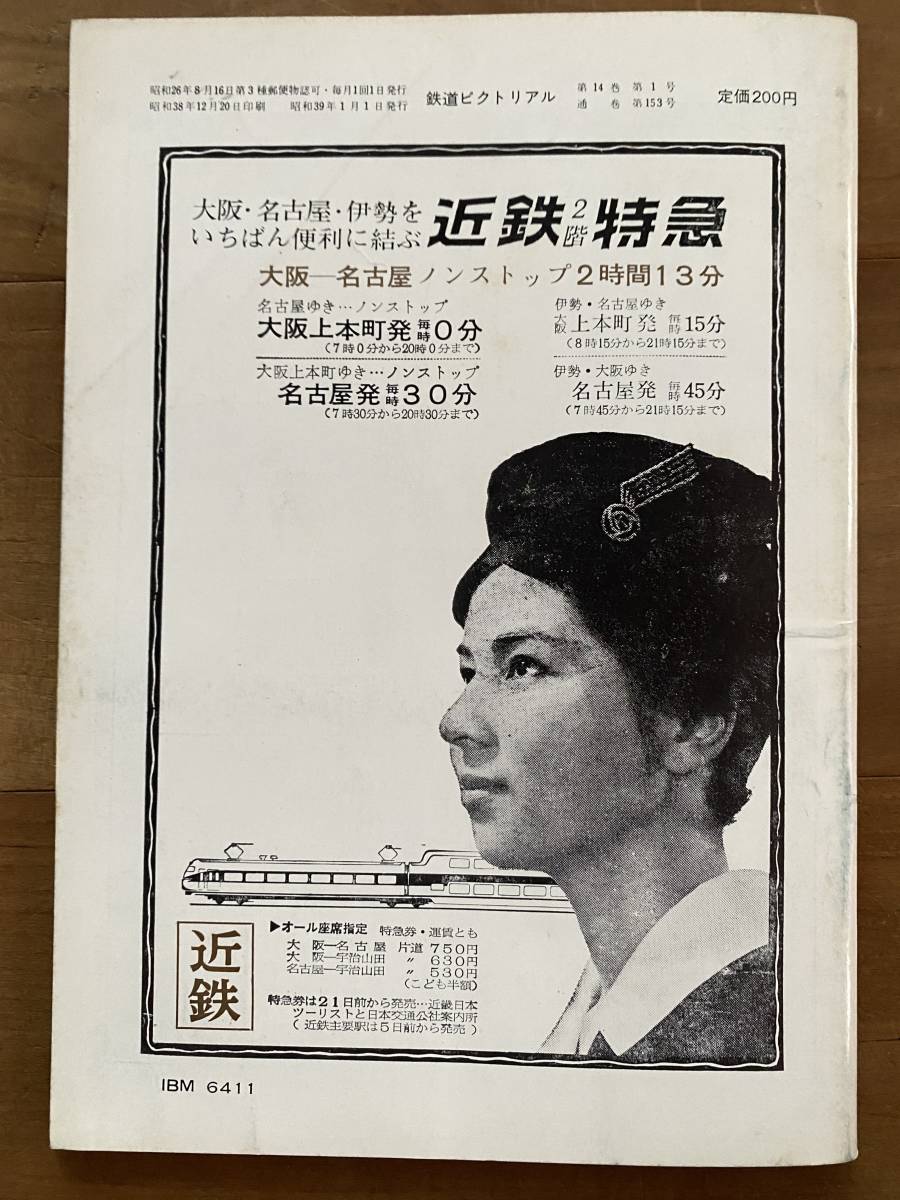 昭和26年8月16日第3種郵便物認可・毎月1回1日発行
昭和38年12月20日印刷 昭和39年1月1日発行
鉄道ピクトリアル
第14巻 第1号
通巻 第153号
定価200円
大阪・名古屋・伊勢を
いちばん便利に結ぶ
近鉄2階特急
大阪―名古屋 ノンストップ2時間13分
名古屋ゆき…ノンストップ
大阪上本町発 毎時0分
(7時0分から20時0分まで)
大阪上本町ゆき…ノンストップ
名古屋発 毎時30分
(7時30分から20時30分まで)
伊勢・名古屋ゆき
大阪上本町発 毎時15分
(8時15分から21時15分まで)
伊勢・大阪ゆき
名古屋発 毎時45分
(7時45分から21時15分まで)
近鉄
▶オール座席指定 特急券・運賃とも
大阪―名古屋 片道 750円
大阪―宇治山田 〃 630円
名古屋―宇治山田 〃 530円
(こども半額)
特急券は21日前から発売…近畿日本
ツーリストと日本交通公社案内所
(近鉄主要駅は5日前から発売)
IBM 6411